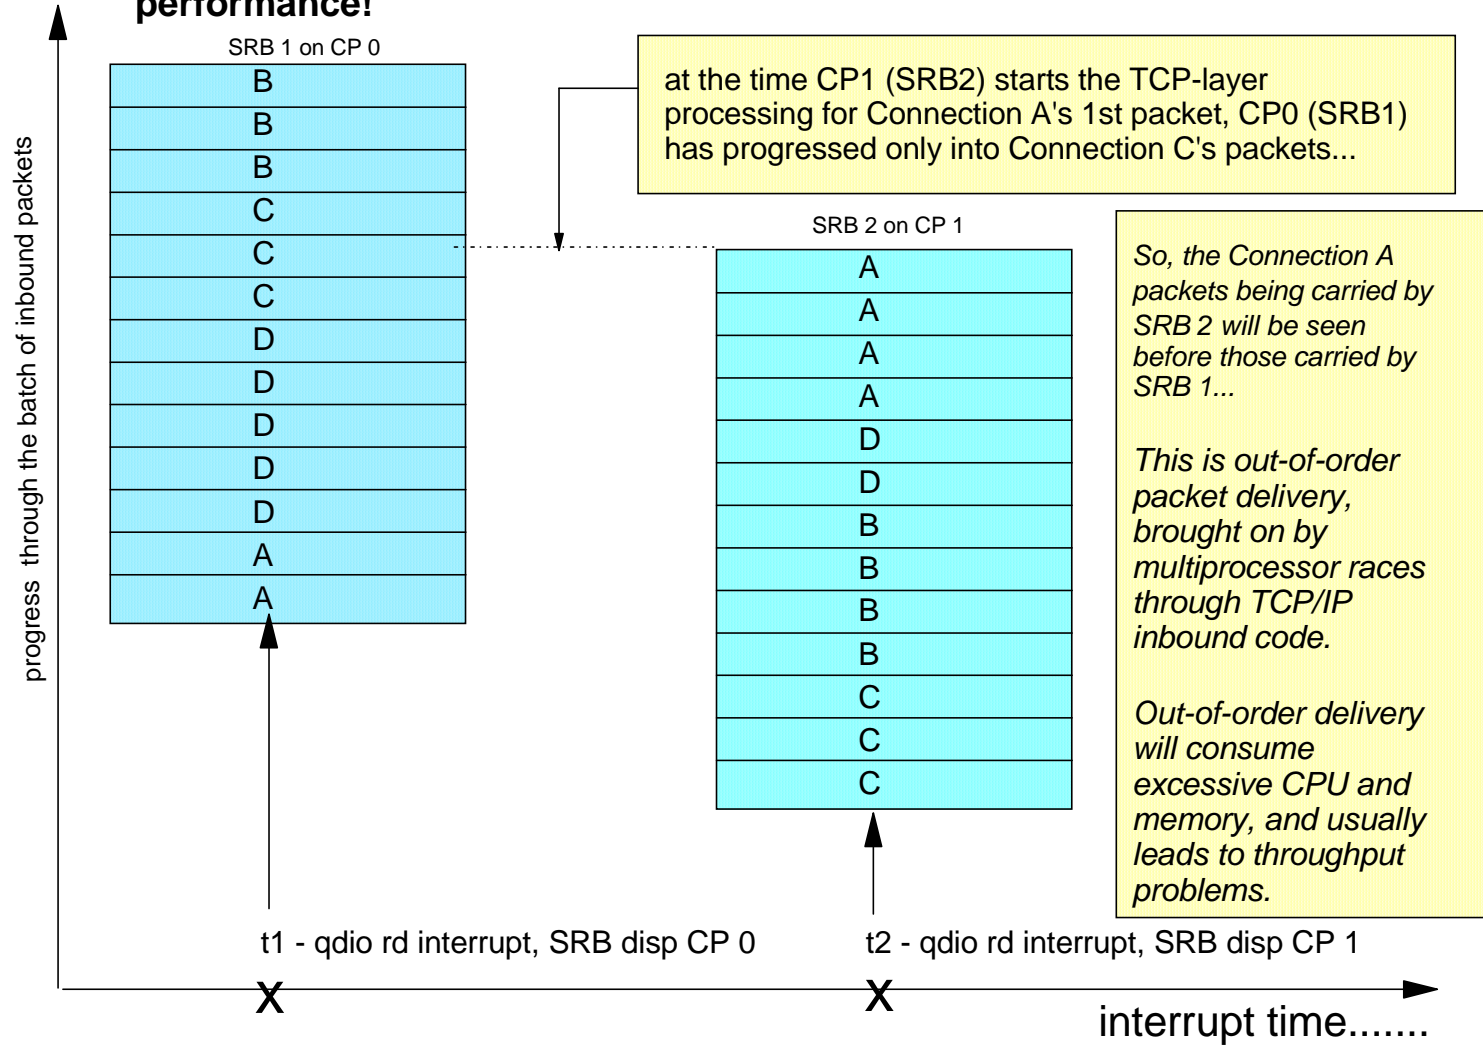 performance!
SRB 1 on CP 0
B
B
B
C
C
C
D
D
D
D
D
A
A
progress through the batch of inbound packets
at the time CP1 (SRB2) starts the TCP-layer
processing for Connection A's 1st packet, CP0 (SRB1)
has progressed only into Connection C's packets...
SRB 2 on CP 1
A
A
A
A
D
D
B
B
B
B
C
C
C
So, the Connection A
packets being carried by
SRB 2 will be seen
before those carried by
SRB 1...
This is out-of-order
packet delivery,
brought on by
multiprocessor races
through TCP/IP
inbound code.
Out-of-order delivery
will consume
excessive CPU and
memory, and usually
leads to throughput
problems.
t1 - qdio rd interrupt, SRB disp CP 0
t2 - qdio rd interrupt, SRB disp CP 1
x
x
interrupt time.......